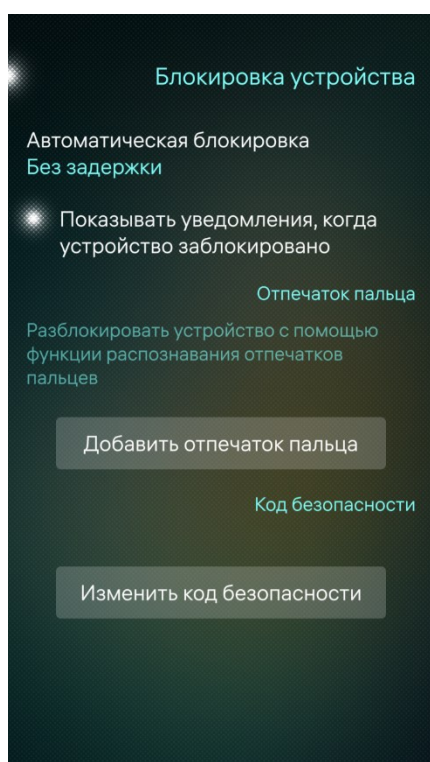 Блокировка устройства
Автоматическая блокировка
Без задержки
Показывать уведомления, когда
устройство заблокировано
Отпечаток пальца
Разблокировать устройство с помощью
функции распознавания отпечатков
пальцев
Добавить отпечаток пальца
Код безопасности
Изменить код безопасности